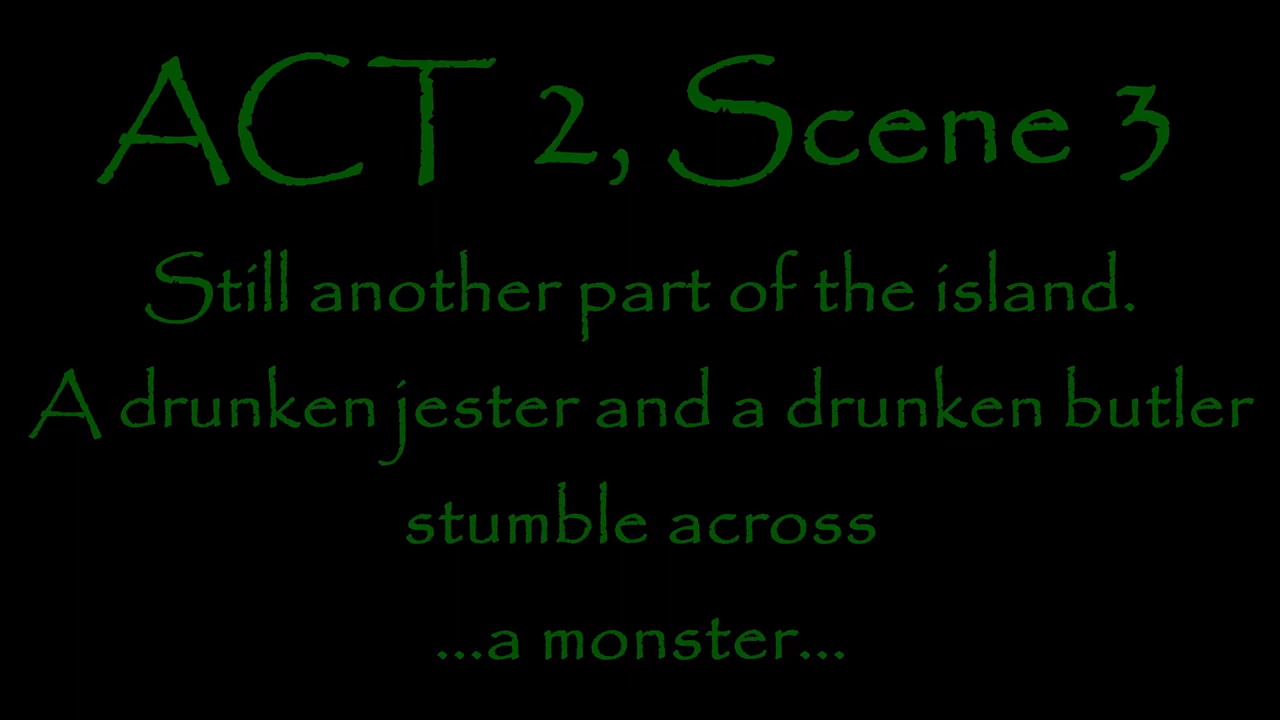 ACT 2, Scene 3
Still another part of the island.
A drunken jester and a drunken butler
stumble across
...a monster...